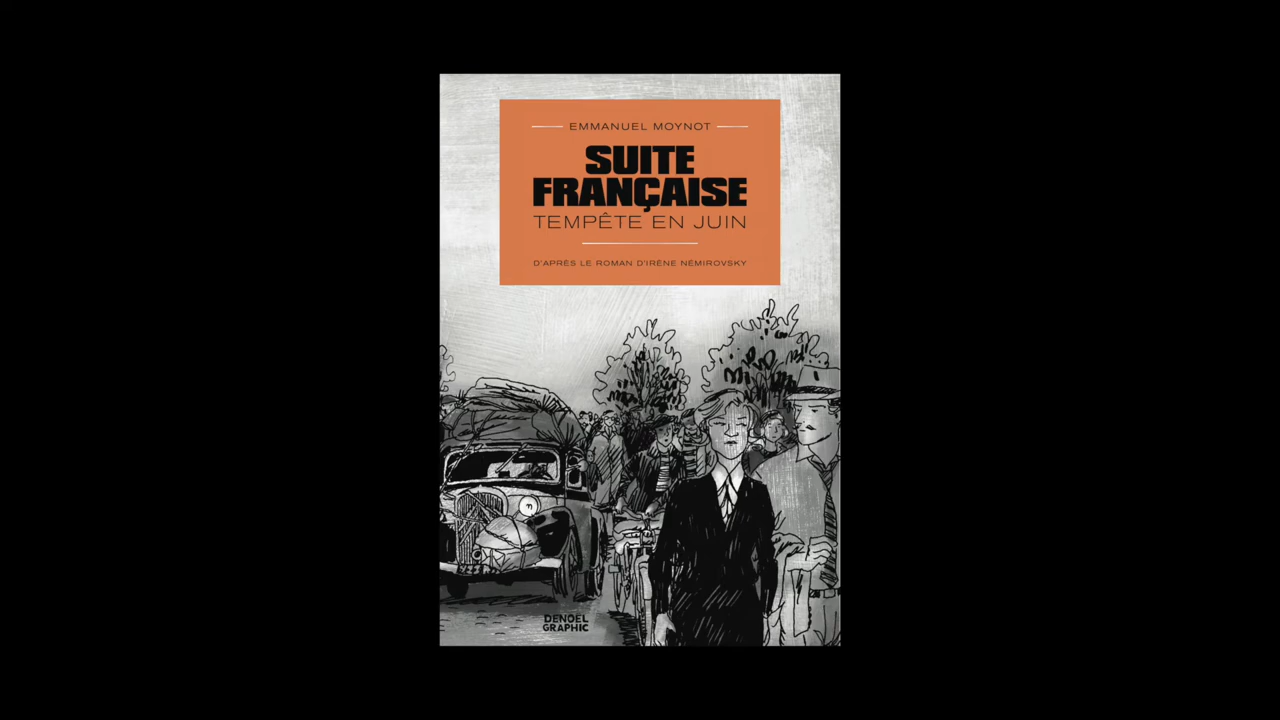 EMMANUEL MOYNOT
SUITE
FRANÇAISE
TEMPÊTE EN JUIN
D'APRÈS LE ROMAN D'IRÈNE NÉMIROVSKY
DENOEL
GRAPHIC